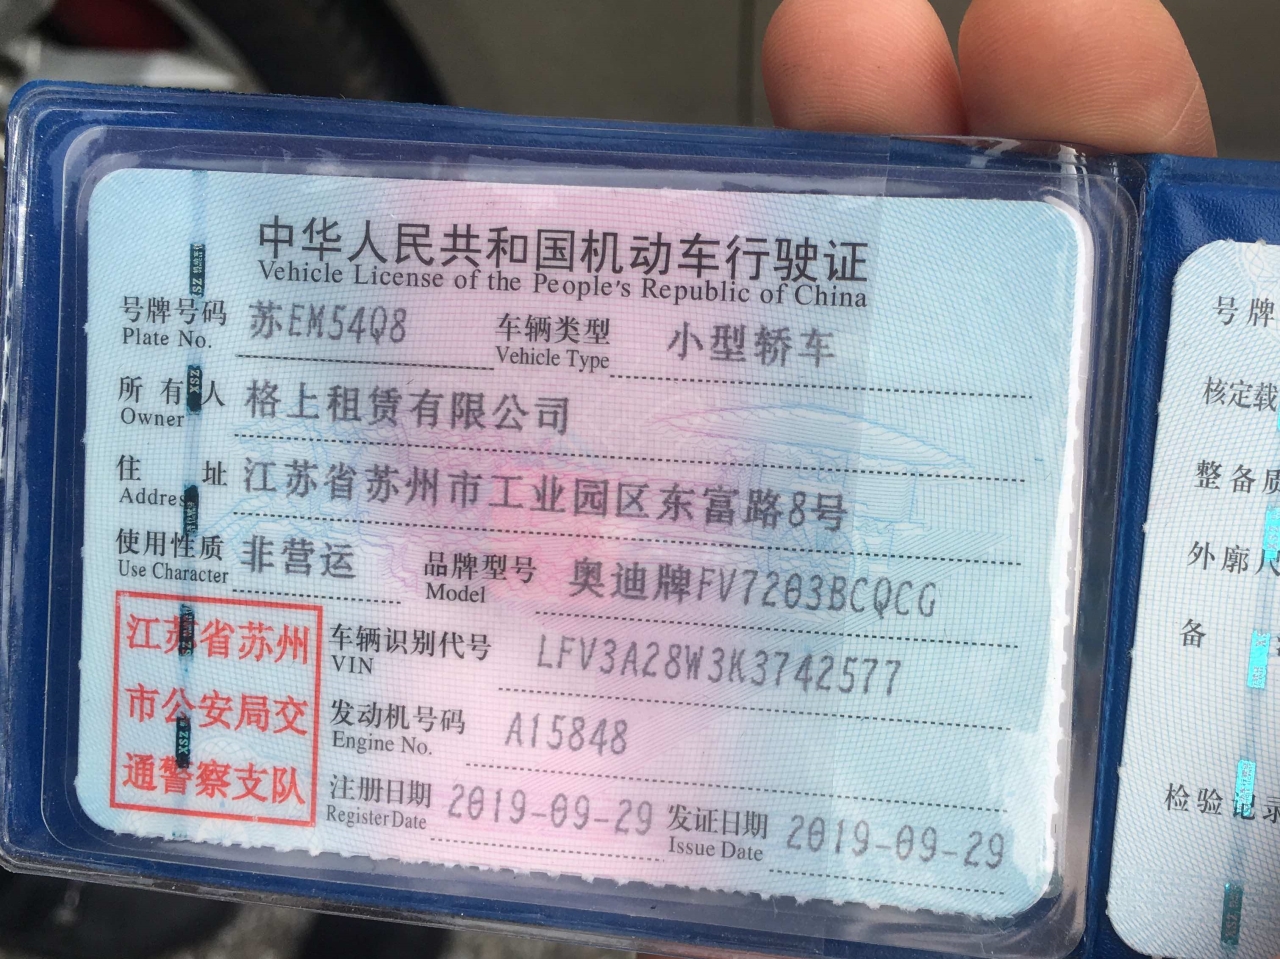 中华人民共和国机动车行驶证
Vehicle License of the People's Republic of China
号牌号码 苏EM54Q8 车辆类型 小型轿车
Plate No. Vehicle Type
所有人 格上租赁有限公司
Owner
住址 江苏省苏州市工业园区东富路8号
Address
使用性质 非营运 品牌型号 奥迪牌FV7203BCQCG
Use Character Model
江苏省苏州
市公安局交
通警察支队
车辆识别代号 LFV3A28W3K3742577
VIN
发动机号码 A15848
Engine No.
注册日期 2019-09-29 发证日期 2019-09-29
Register Date Issue Date
号牌
核定载
整备质
外廓尺
备
检验记录
XSZ